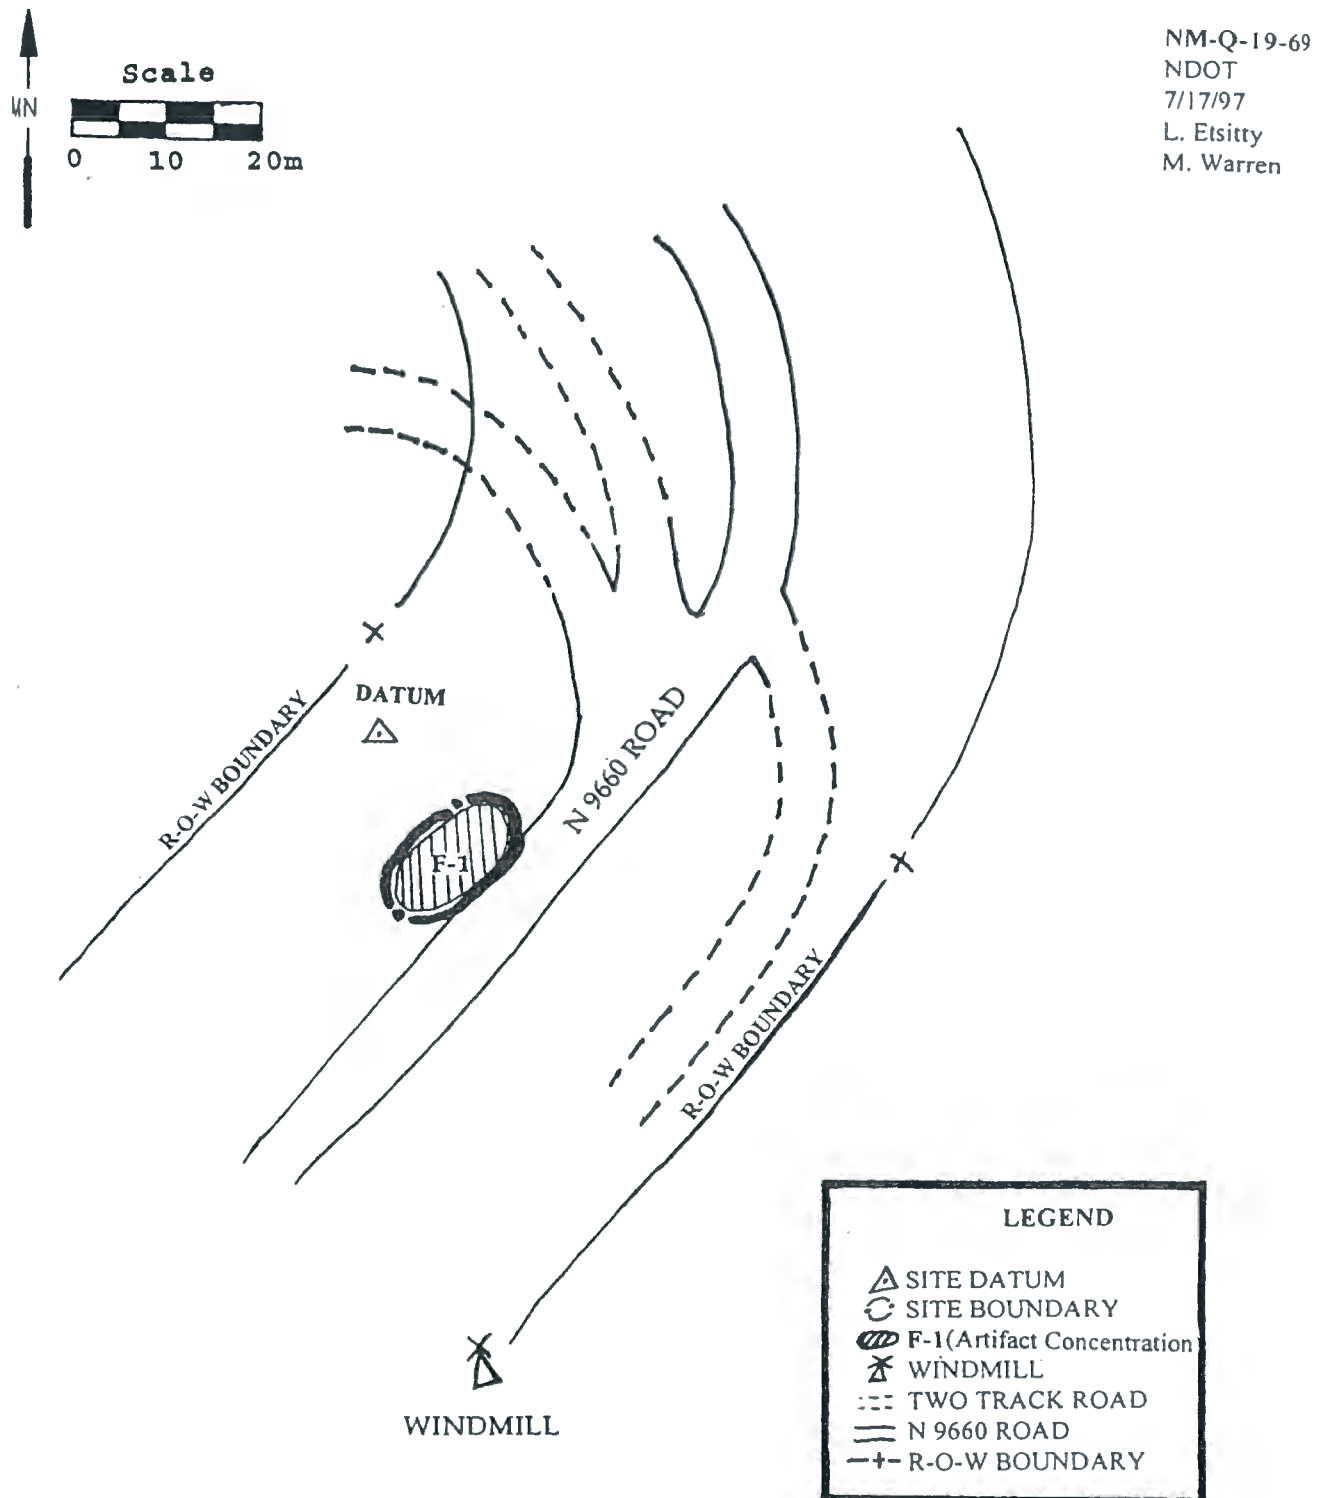 NM-Q-19-69
NDOT
7/17/97
L. Etsitty
M. Warren
MN
Scale
0 10 20m
DATUM
R-O-W BOUNDARY
N 9660 ROAD
F-1
R-O-W BOUNDARY
WINDMILL
LEGEND
SITE DATUM
SITE BOUNDARY
F-1(Artifact Concentration
WINDMILL
TWO TRACK ROAD
N 9660 ROAD
R-O-W BOUNDARY